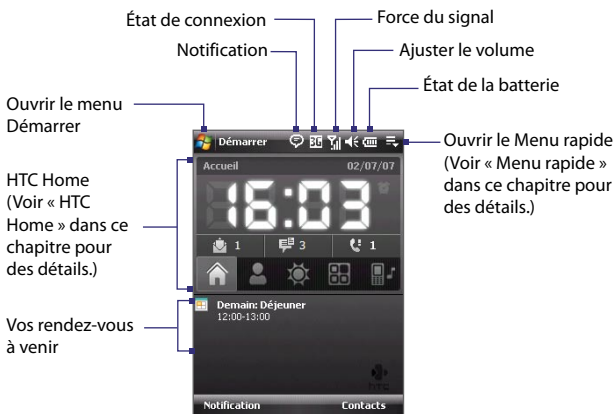 État de connexion
Force du signal
Notification
Ajuster le volume
État de la batterie
Ouvrir le menu
Démarrer
Ouvrir le Menu rapide
(Voir « Menu rapide »
dans ce chapitre pour
des détails.)
HTC Home
(Voir « HTC
Home » dans ce
chapitre pour
des détails.)
Vos rendez-vous
à venir
Démarrer
3G
Accueil 02/07/07
16:03
1 3 1
Demain: Déjeuner
12:00-13:00
htc
Notification Contacts